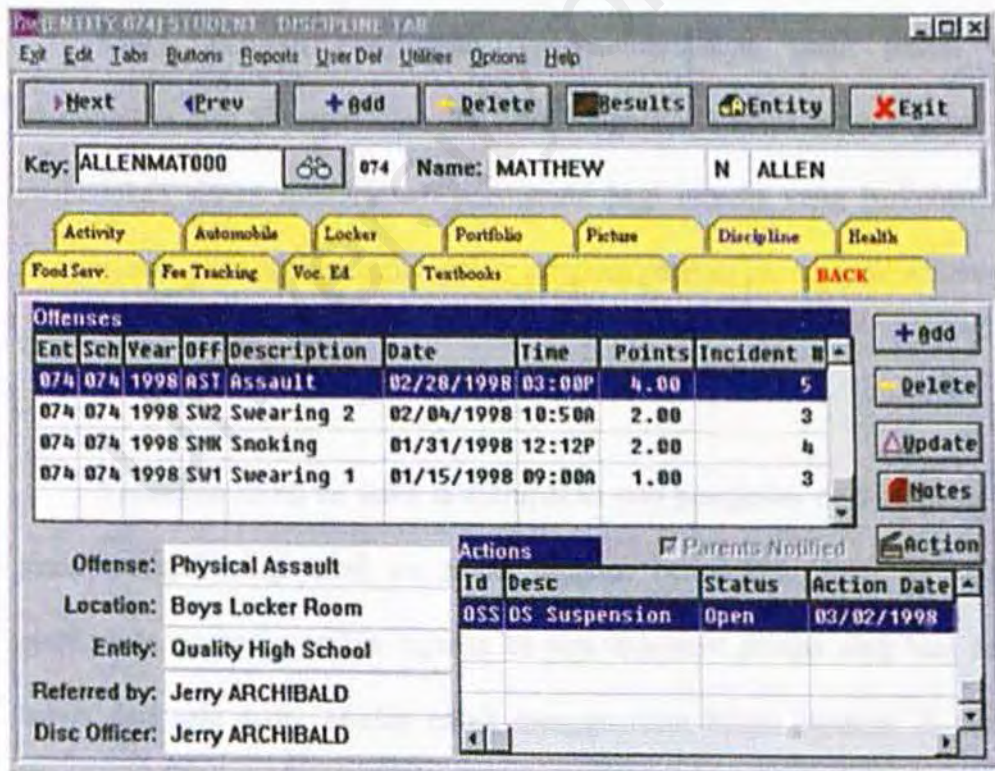 [ENTITY 074] STUDENT - DISCIPLINE TAB
Exit Edit Tabs Buttons Reports User Def Utilities Options Help
Next Prev + Add Delete Results Entity Exit
Key: ALLENMAT000 074 Name: MATTHEW N ALLEN
Activity Automobile Locker Portfolio Picture Discipline Health
Food Serv. Fee Tracking Voc. Ed. Textbooks BACK
Offenses
Ent Sch Year Off Description Date Time Points Incident #
074 074 1998 AST Assault 02/28/1998 03:00P 4.00 5
074 074 1998 SW2 Swearing 2 02/04/1998 10:50A 2.00 3
074 074 1998 SMK Smoking 01/31/1998 12:12P 2.00 4
074 074 1998 SW1 Swearing 1 01/15/1998 09:00A 1.00 3
+ Add
Delete
Update
Notes
Action
Offense: Physical Assault
Location: Boys Locker Room
Entity: Quality High School
Referred by: Jerry ARCHIBALD
Disc Officer: Jerry ARCHIBALD
Actions Parents Notified
Id Desc Status Action Date
OSS OS Suspension Open 03/02/1998